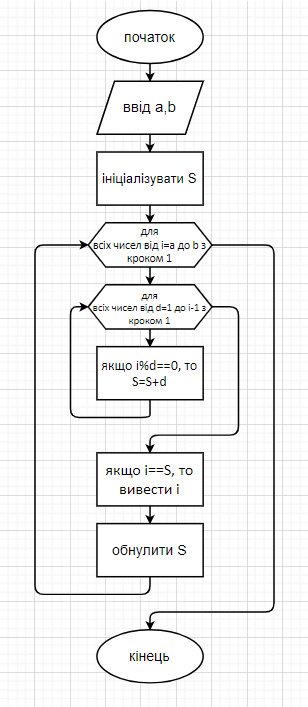 початок
ввід a,b
ініціалізувати S
для
всіх чисел від i=a до b з
кроком 1
для
всіх чисел від d=1 до i-1 з
кроком 1
якщо i%d==0, то
S=S+d
якщо i==S, то
вивести i
обнулити S
кінець